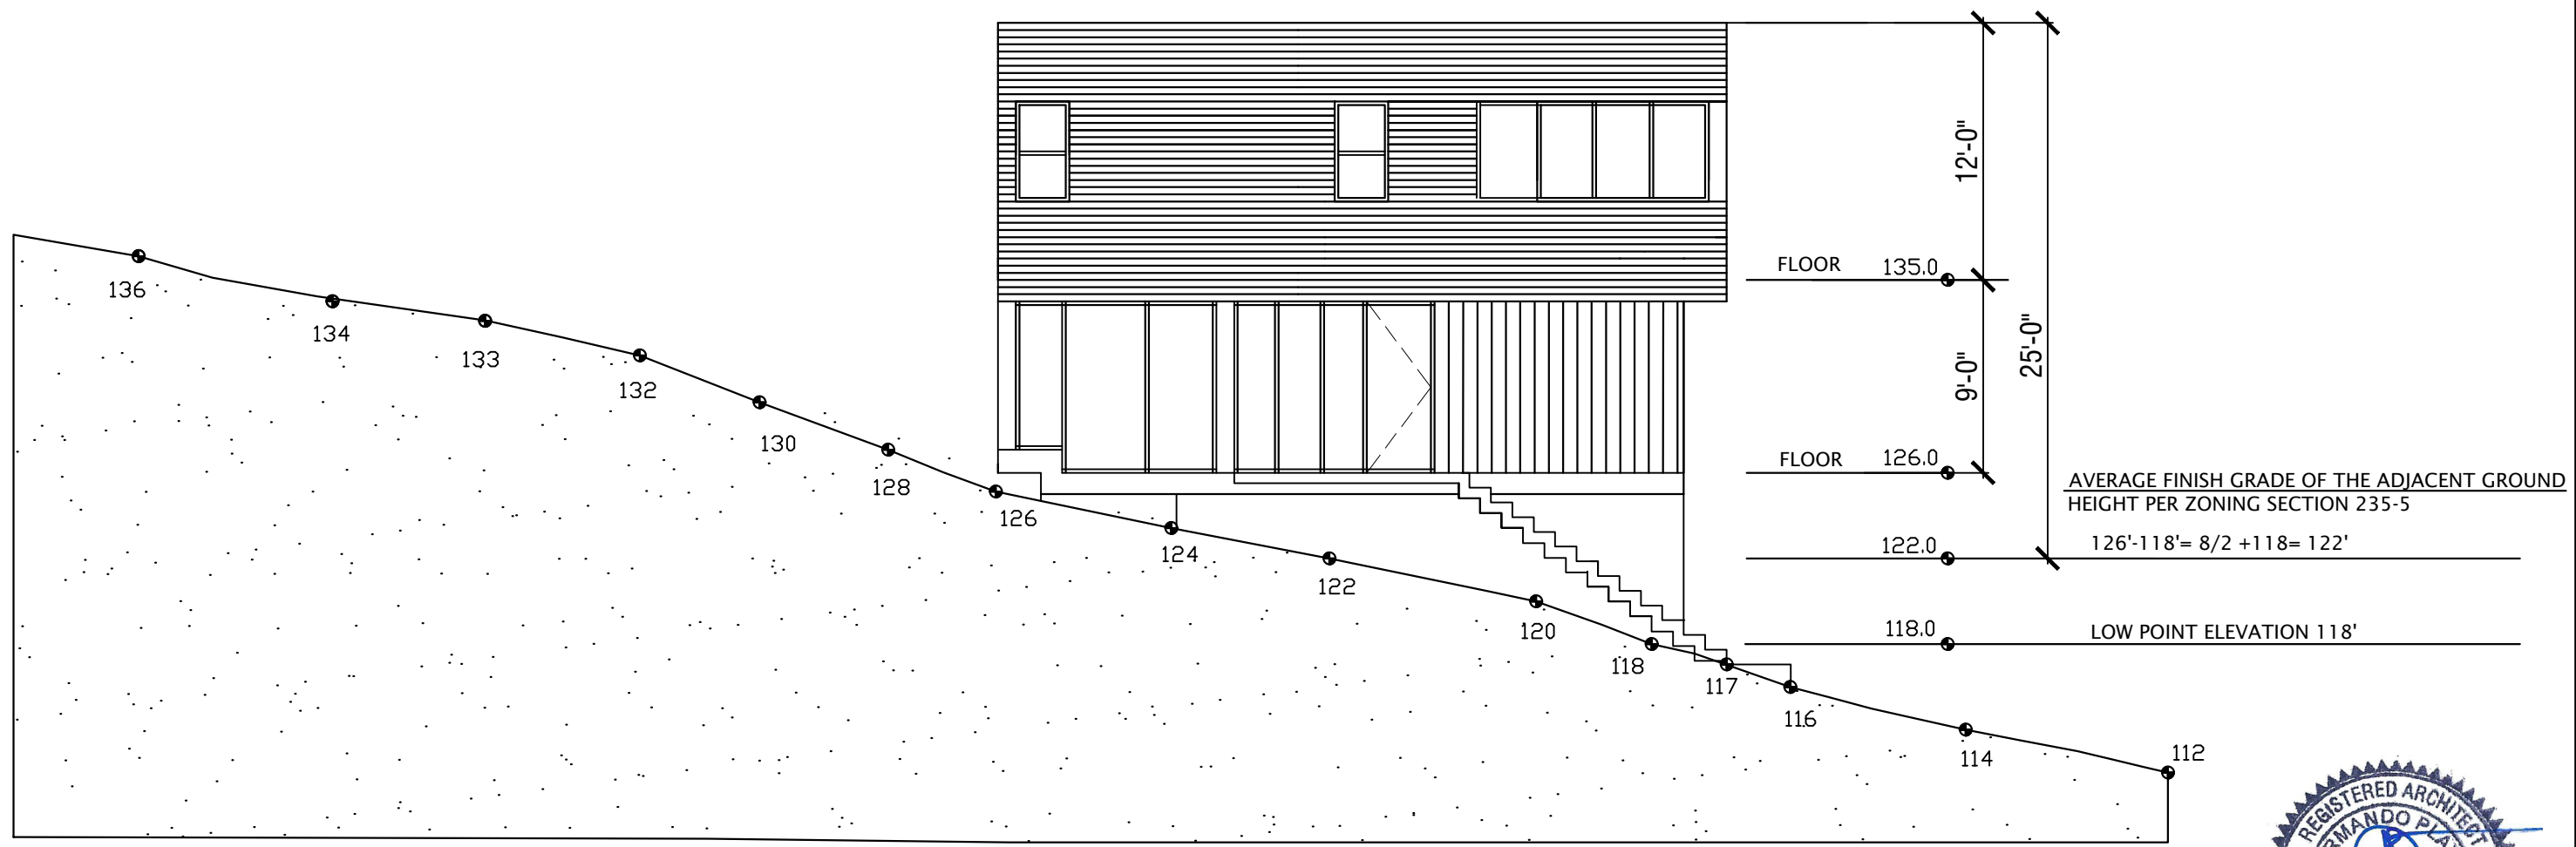 12'-0"
FLOOR 135.0
136
134
133
132
130
128
126
124
122
120
118
117
116
114
112
9'-0"
25'-0"
FLOOR 126.0
AVERAGE FINISH GRADE OF THE ADJACENT GROUND
HEIGHT PER ZONING SECTION 235-5
122.0 126'-118'= 8/2 +118= 122'
118.0 LOW POINT ELEVATION 118'
REGISTERED ARCHITECT